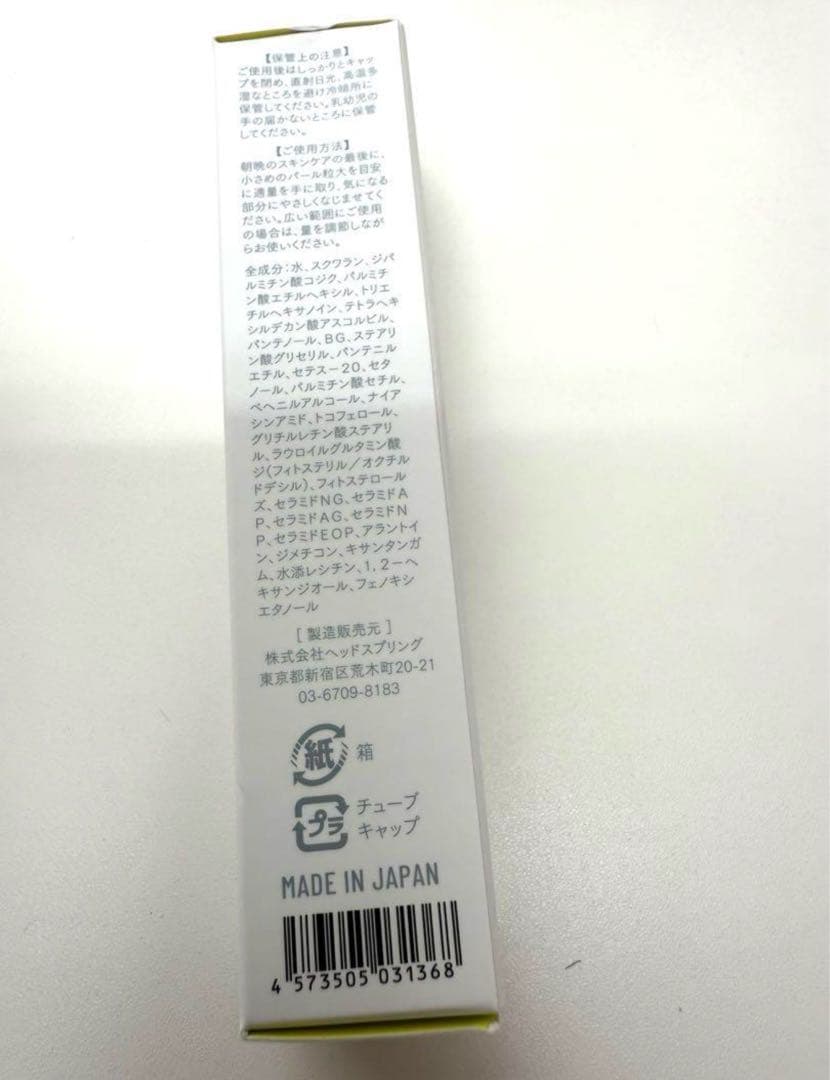 【保管上の注意】
ご使用後はしっかりとキャッ
プを閉め、直射日光、高温多
湿なところを避け冷暗所に
保管してください。乳幼児の
手の届かないところに保管
してください。
【ご使用方法】
朝晩のスキンケアの最後に、
小さめのパール粒大を目安
に適量を手に取り、気になる
部分にやさしくなじませてく
ださい。広い範囲にご使用
の場合は、量を調節しなが
らお使いください。
全成分：水、スクワラン、ジパ
ルミチン酸コジク、パルミチ
ン酸エチルヘキシル、トリエ
チルヘキサノイン、テトラヘキ
シルデカン酸アスコルビル、
パンテノール、BG、ステアリ
ン酸グリセリル、パンテニル
エチル、セテス－20、セタ
ノール、パルミチン酸セチル、
ベヘニルアルコール、ナイア
シンアミド、トコフェロール、
グリチルレチン酸ステアリ
ル、ラウロイルグルタミン酸
ジ（フィトステリル／オクチル
ドデシル）、フィトステロール
ズ、セラミドNG、セラミドA
P、セラミドAG、セラミドN
P、セラミドEOP、アラントイ
ン、ジメチコン、キサンタンガ
ム、水添レシチン、1，2－ヘ
キサンジオール、フェノキシ
エタノール
［ 製造販売元 ］
株式会社ヘッドスプリング
東京都新宿区荒木町20-21
03-6709-8183
紙 箱
プラ チューブ
キャップ
MADE IN JAPAN
4 573505 031368